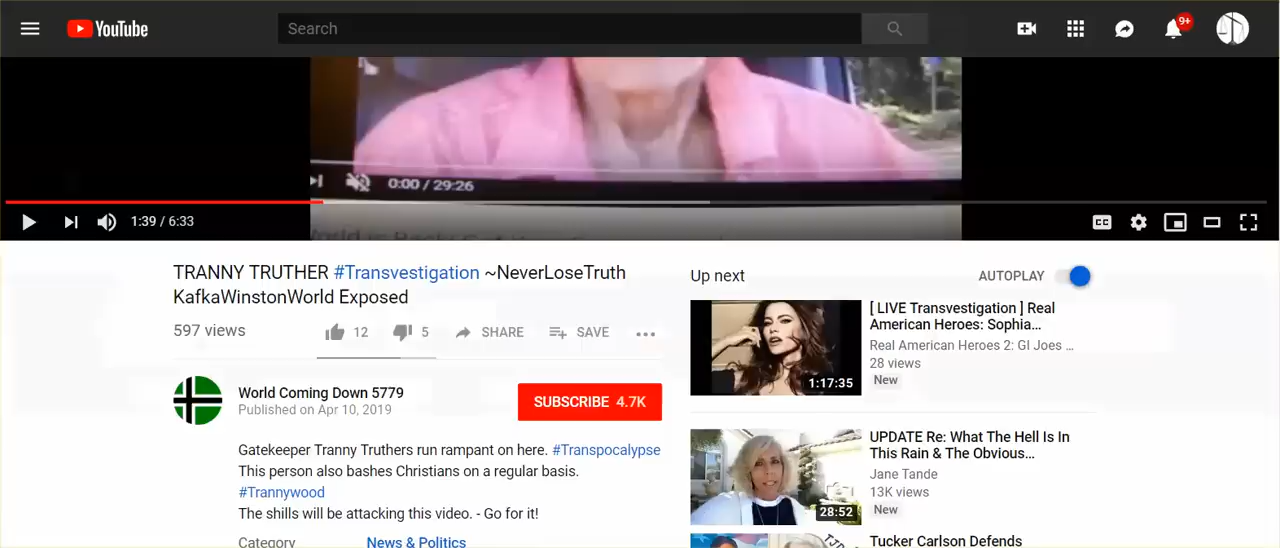 YouTube
Search
9+
0:00 / 29:26
1:39 / 6:33
CC
TRANNY TRUTHER #Transvestigation ~NeverLoseTruth
KafkaWinstonWorld Exposed
597 views
12
5
SHARE
SAVE
World Coming Down 5779
Published on Apr 10, 2019
SUBSCRIBE 4.7K
Gatekeeper Tranny Truthers run rampant on here. #Transpocalypse
This person also bashes Christians on a regular basis.
#Trannywood
The shills will be attacking this video. - Go for it!
Category
News & Politics
Up next
AUTOPLAY
1:17:35
[ LIVE Transvestigation ] Real
American Heroes: Sophia...
Real American Heroes 2: GI Joes ...
28 views
New
28:52
UPDATE Re: What The Hell Is In
This Rain & The Obvious...
Jane Tande
13K views
New
Tucker Carlson Defends